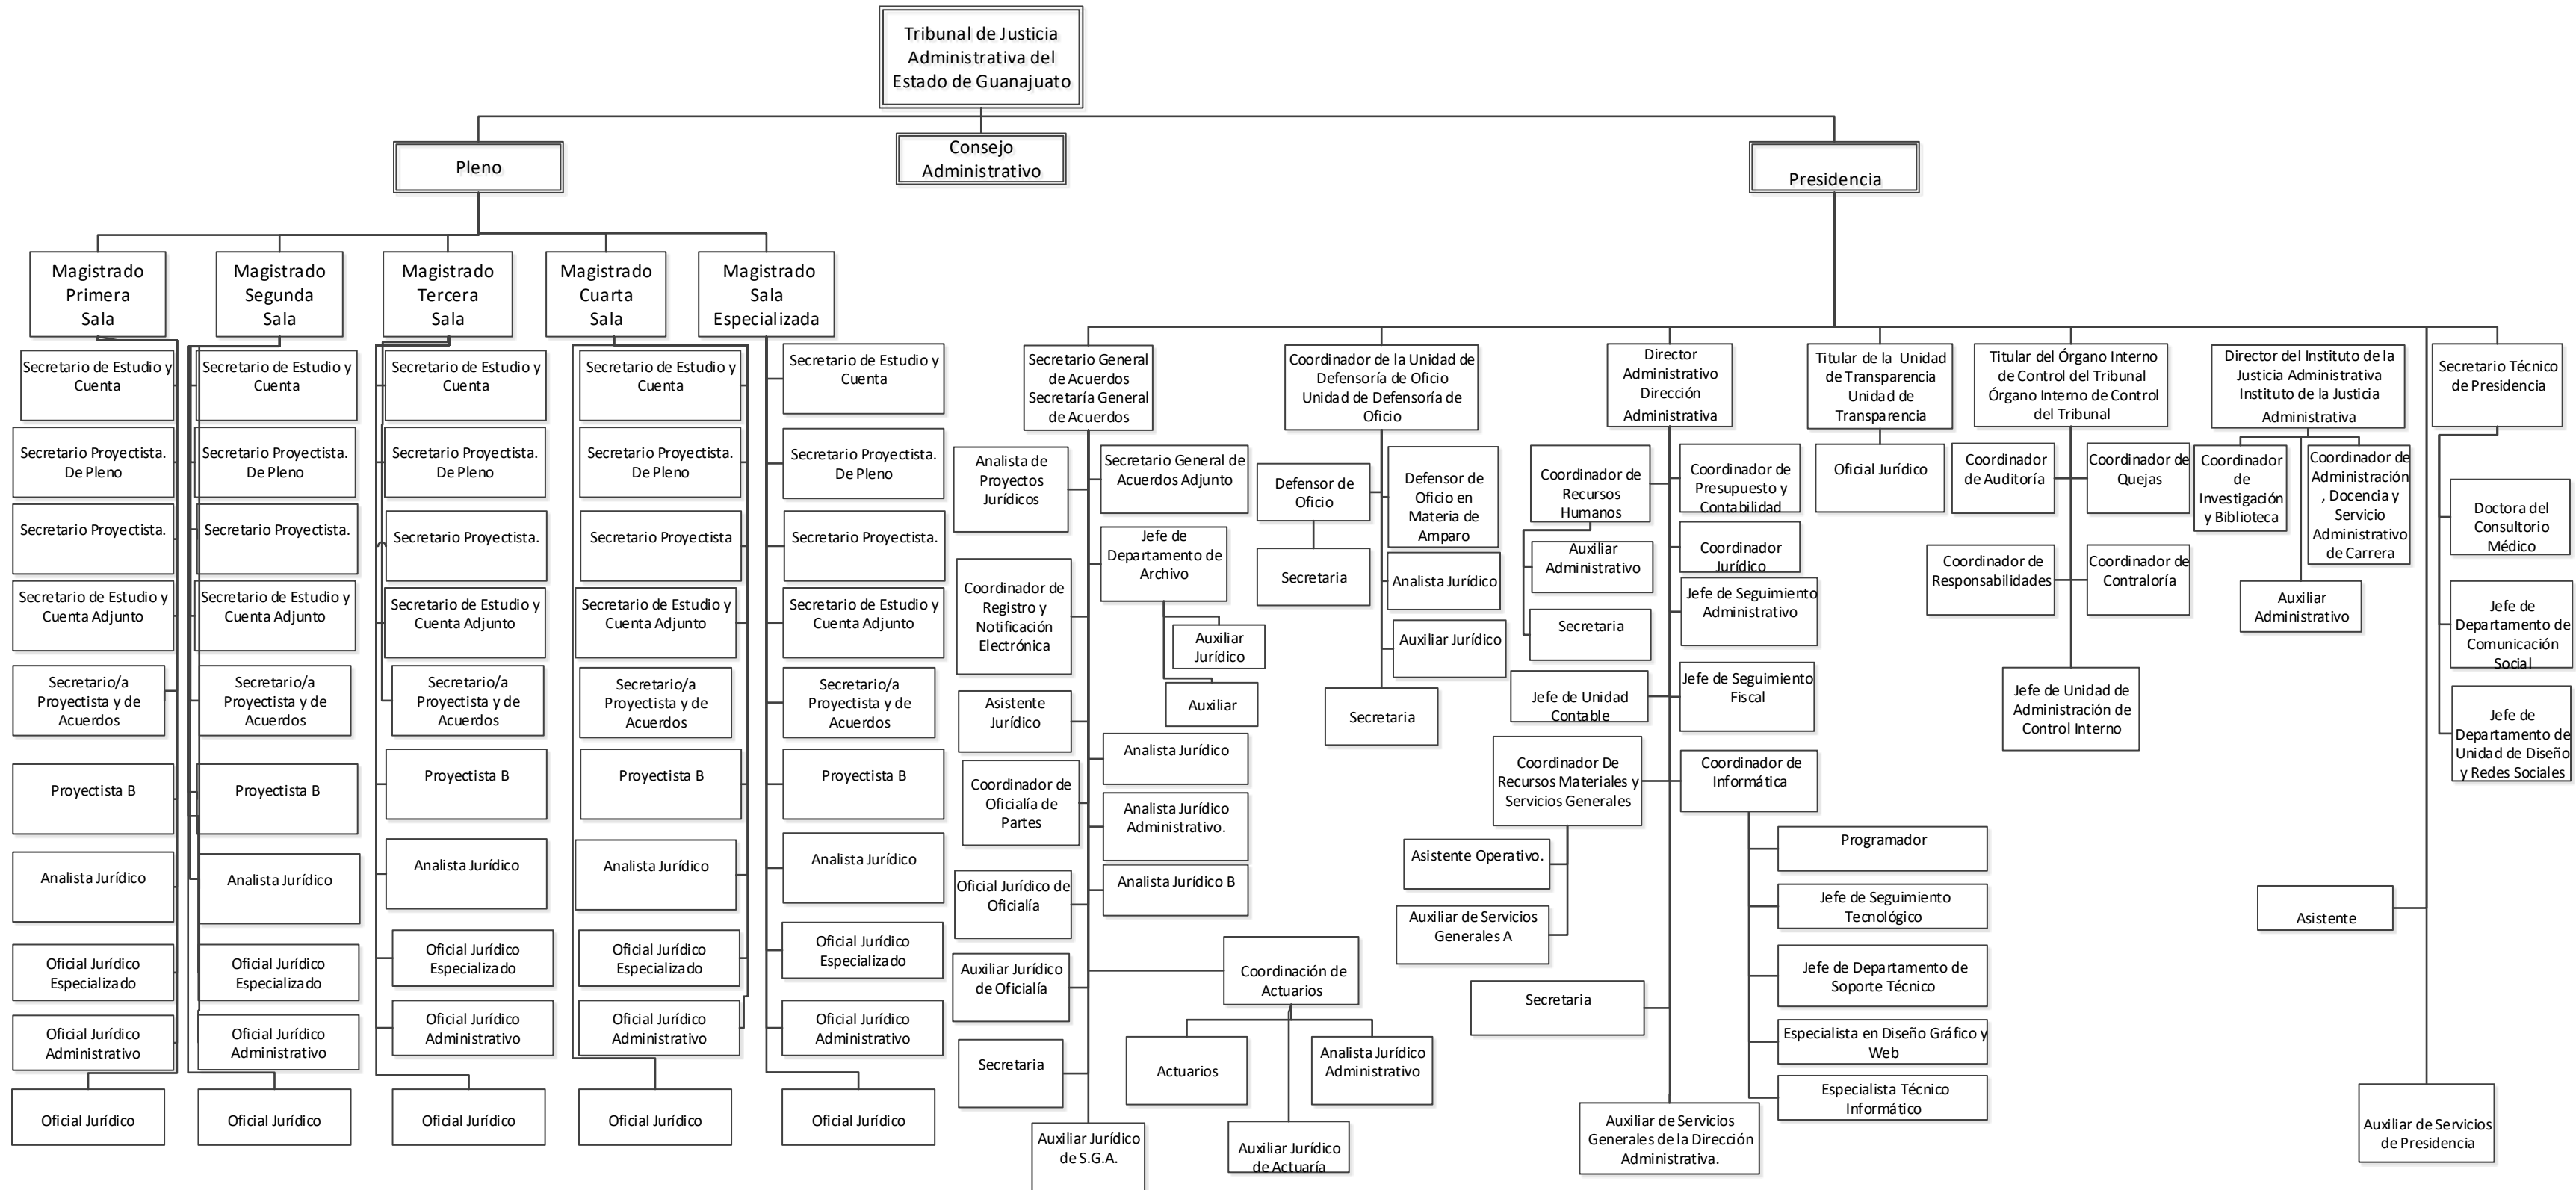 Tribunal de Justicia
Administrativa del
Estado de Guanajuato
Pleno
Consejo
Administrativo
Presidencia
Magistrado
Primera
Sala
Magistrado
Segunda
Sala
Magistrado
Tercera
Sala
Magistrado
Cuarta
Sala
Magistrado
Sala
Especializada
Secretario de Estudio y
Cuenta
Secretario Proyectista.
De Pleno
Secretario Proyectista.
Secretario de Estudio y
Cuenta Adjunto
Secretario/a
Proyectista y de
Acuerdos
Proyectista B
Analista Jurídico
Oficial Jurídico
Especializado
Oficial Jurídico
Administrativo
Oficial Jurídico
Secretario de Estudio y
Cuenta
Secretario Proyectista.
De Pleno
Secretario Proyectista.
Secretario de Estudio y
Cuenta Adjunto
Secretario/a
Proyectista y de
Acuerdos
Proyectista B
Analista Jurídico
Oficial Jurídico
Especializado
Oficial Jurídico
Administrativo
Oficial Jurídico
Secretario de Estudio y
Cuenta
Secretario Proyectista.
De Pleno
Secretario Proyectista.
Secretario de Estudio y
Cuenta Adjunto
Secretario/a
Proyectista y de
Acuerdos
Proyectista B
Analista Jurídico
Oficial Jurídico
Especializado
Oficial Jurídico
Administrativo
Oficial Jurídico
Secretario de Estudio y
Cuenta
Secretario Proyectista.
De Pleno
Secretario Proyectista
Secretario de Estudio y
Cuenta Adjunto
Secretario/a
Proyectista y de
Acuerdos
Proyectista B
Analista Jurídico
Oficial Jurídico
Especializado
Oficial Jurídico
Administrativo
Oficial Jurídico
Secretario de Estudio y
Cuenta
Secretario Proyectista.
De Pleno
Secretario Proyectista.
Secretario de Estudio y
Cuenta Adjunto
Secretario/a
Proyectista y de
Acuerdos
Proyectista B
Analista Jurídico
Oficial Jurídico
Especializado
Oficial Jurídico
Administrativo
Oficial Jurídico
Secretario General
de Acuerdos
Secretaría General
de Acuerdos
Analista de
Proyectos
Jurídicos
Secretario General de
Acuerdos Adjunto
Jefe de
Departamento de
Archivo
Auxiliar
Jurídico
Auxiliar
Coordinador de
Registro y
Notificación
Electrónica
Asistente
Jurídico
Analista Jurídico
Coordinador de
Oficialía de
Partes
Analista Jurídico
Administrativo.
Oficial Jurídico de
Oficialía
Analista Jurídico B
Auxiliar Jurídico
de Oficialía
Coordinación de
Actuarios
Secretaria
Actuarios
Analista Jurídico
Administrativo
Auxiliar Jurídico
de S.G.A.
Auxiliar Jurídico
de Actuaría
Coordinador de la Unidad de
Defensoría de Oficio
Unidad de Defensoría de
Oficio
Defensor de
Oficio
Secretaria
Defensor de
Oficio en
Materia de
Amparo
Analista Jurídico
Auxiliar Jurídico
Secretaria
Director
Administrativo
Dirección
Administrativa
Coordinador de
Recursos
Humanos
Auxiliar
Administrativo
Secretaria
Coordinador de
Presupuesto y
Contabilidad
Coordinador
Jurídico
Jefe de Seguimiento
Administrativo
Jefe de Unidad
Contable
Jefe de Seguimiento
Fiscal
Coordinador De
Recursos Materiales y
Servicios Generales
Asistente Operativo.
Auxiliar de Servicios
Generales A
Coordinador de
Informática
Programador
Jefe de Seguimiento
Tecnológico
Jefe de Departamento de
Soporte Técnico
Especialista en Diseño Gráfico y
Web
Especialista Técnico
Informático
Secretaria
Auxiliar de Servicios
Generales de la Dirección
Administrativa.
Titular de la Unidad
de Transparencia
Unidad de
Transparencia
Oficial Jurídico
Titular del Órgano Interno
de Control del Tribunal
Órgano Interno de Control
del Tribunal
Coordinador
de Auditoría
Coordinador de
Quejas
Coordinador de
Responsabilidades
Coordinador de
Contraloría
Jefe de Unidad de
Administración de
Control Interno
Director del Instituto de la
Justicia Administrativa
Instituto de la Justicia
Administrativa
Coordinador
de
Investigación
y Biblioteca
Coordinador de
Administración
, Docencia y
Servicio
Administrativo
de Carrera
Auxiliar
Administrativo
Secretario Técnico
de Presidencia
Doctora del
Consultorio
Médico
Jefe de
Departamento de
Comunicación
Social
Jefe de
Departamento de
Unidad de Diseño
y Redes Sociales
Asistente
Auxiliar de Servicios
de Presidencia